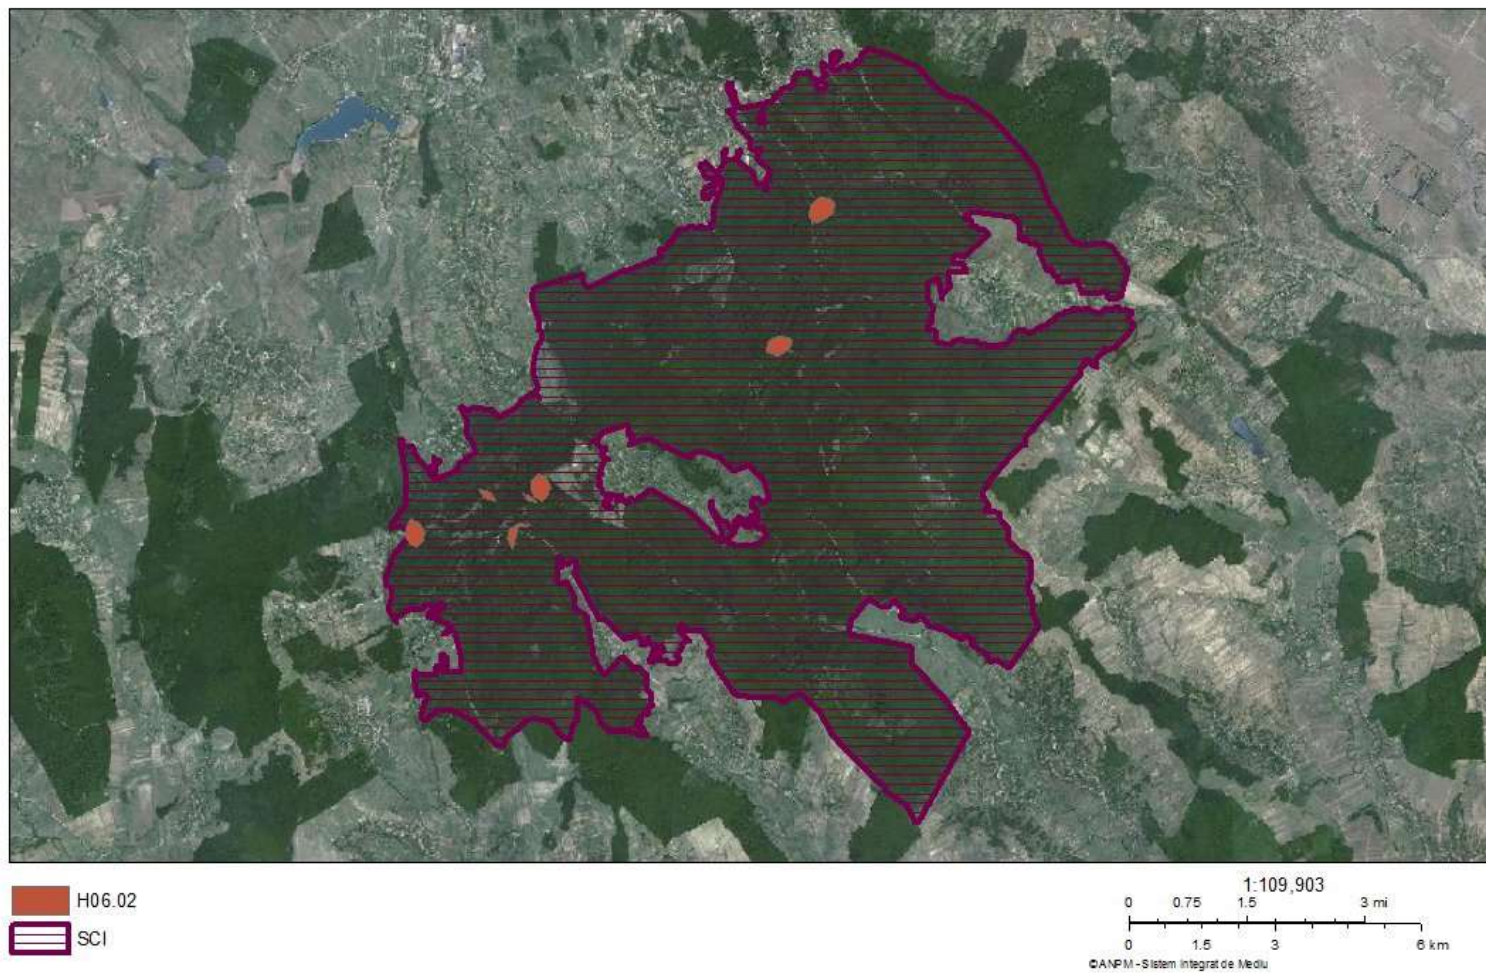 H06.02
SCI
1:109,903
0 0.75 1.5 3 mi
0 1.5 3 6 km
©ANPM - Sistem Integrat de Mediu